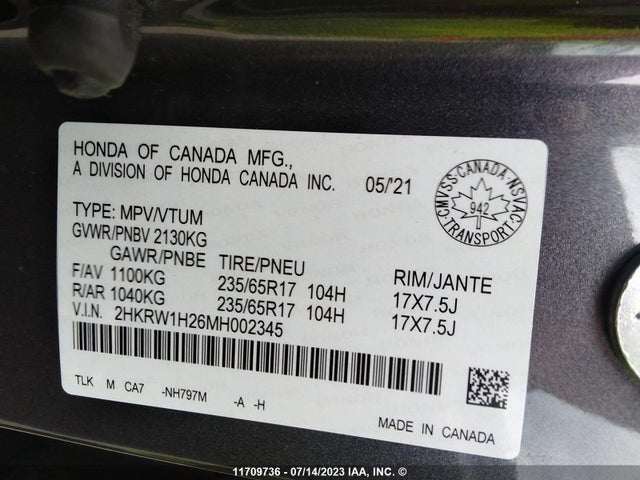 HONDA OF CANADA MFG.,
A DIVISION OF HONDA CANADA INC. 05/'21
CMVSS · CANADA · NSVAC
942
TRANSPORT
TYPE: MPV/VTUM
GVWR/PNBV 2130KG
GAWR/PNBE TIRE/PNEU RIM/JANTE
F/AV 1100KG 235/65R17 104H 17X7.5J
R/AR 1040KG 235/65R17 104H 17X7.5J
V.I.N. 2HKRW1H26MH002345
TLK M CA7 -NH797M -A -H
MADE IN CANADA
11709736 - 07/14/2023 IAA, INC. ©